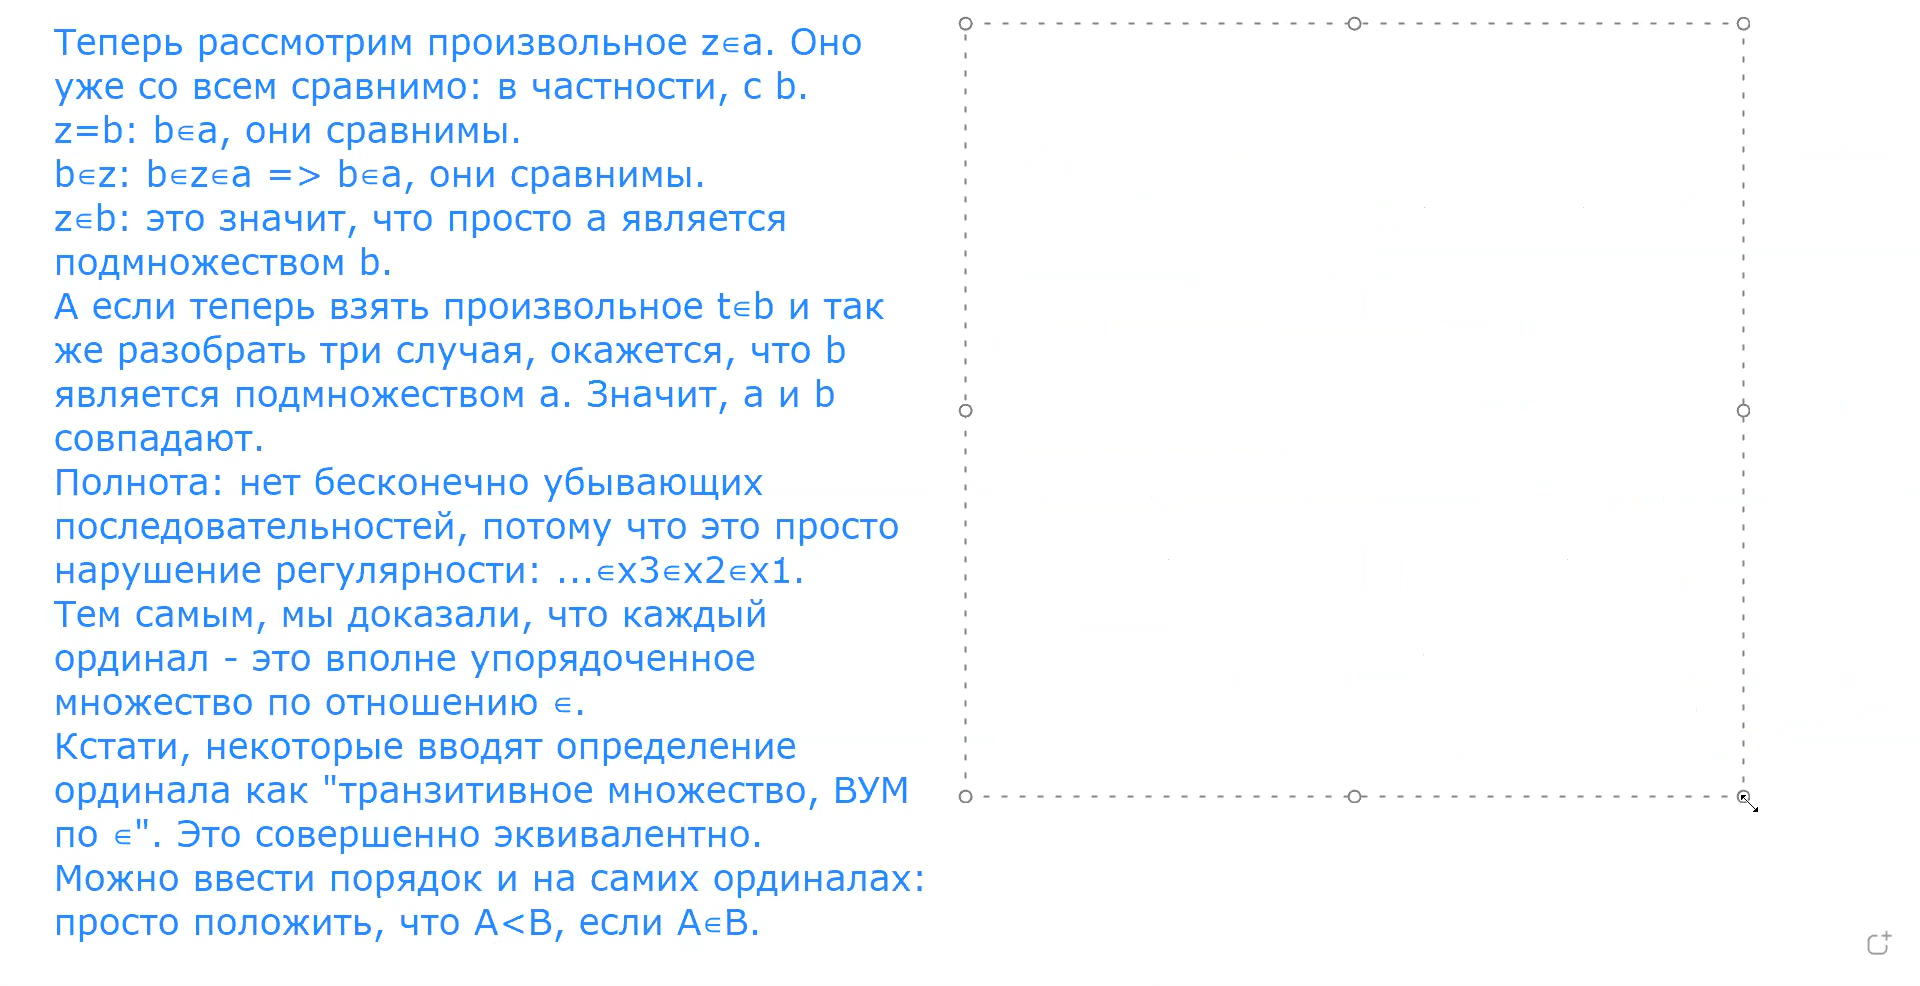 Теперь рассмотрим произвольное z∈a. Оно
уже со всем сравнимо: в частности, с b.
z=b: b∈a, они сравнимы.
b∈z: b∈z∈a => b∈a, они сравнимы.
z∈b: это значит, что просто a является
подмножеством b.
А если теперь взять произвольное t∈b и так
же разобрать три случая, окажется, что b
является подмножеством a. Значит, a и b
совпадают.
Полнота: нет бесконечно убывающих
последовательностей, потому что это просто
нарушение регулярности: ...∈x3∈x2∈x1.
Тем самым, мы доказали, что каждый
ординал - это вполне упорядоченное
множество по отношению ∈.
Кстати, некоторые вводят определение
ординала как "транзитивное множество, ВУМ
по ∈". Это совершенно эквивалентно.
Можно ввести порядок и на самих ординалах:
просто положить, что A<B, если A∈B.